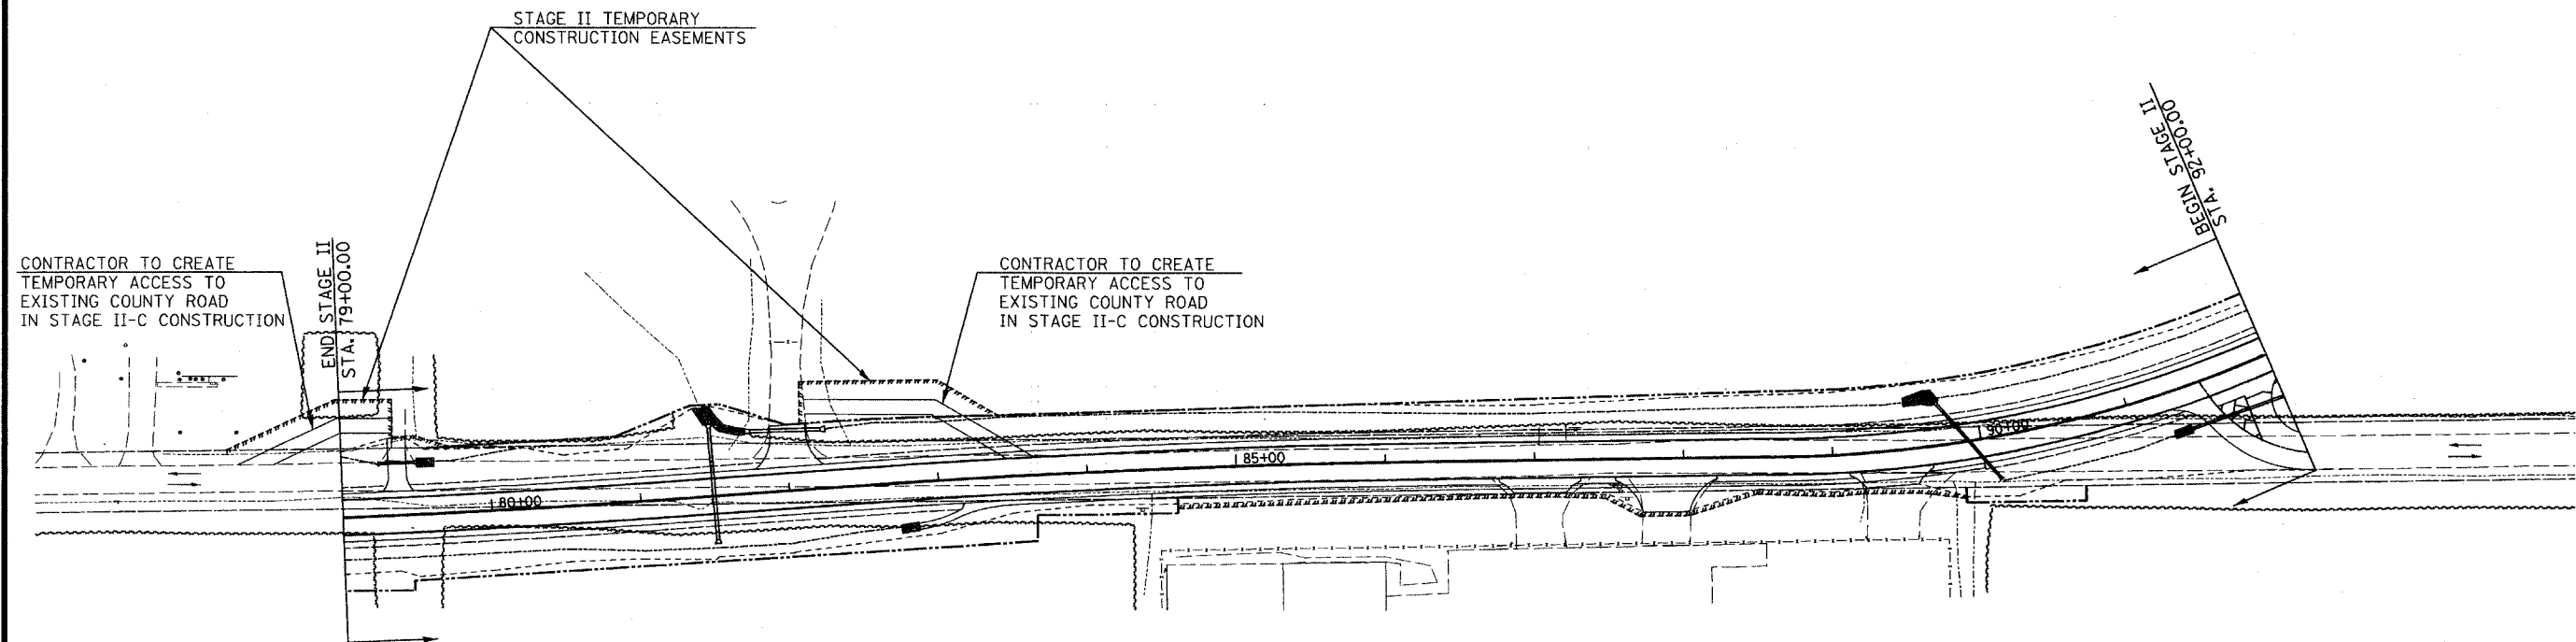 STAGE II TEMPORARY
CONSTRUCTION EASEMENTS
BEGIN STAGE II
STA. 92+00.00
END STAGE II
STA. 79+00.00
CONTRACTOR TO CREATE
TEMPORARY ACCESS TO
EXISTING COUNTY ROAD
IN STAGE II-C CONSTRUCTION
CONTRACTOR TO CREATE
TEMPORARY ACCESS TO
EXISTING COUNTY ROAD
IN STAGE II-C CONSTRUCTION
80+00
85+00
90+00